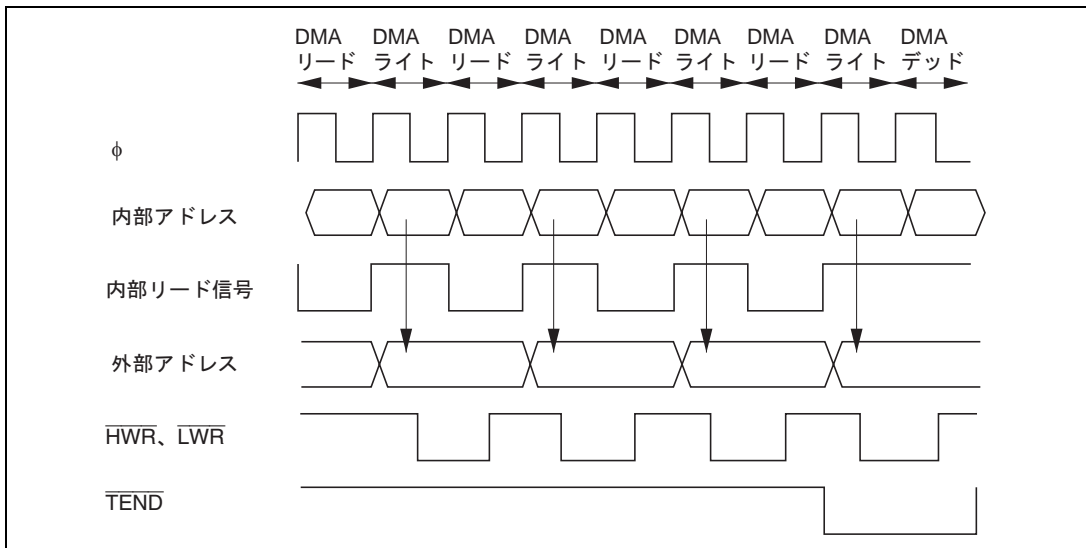 DMA DMA DMA DMA DMA DMA DMA DMA DMA
リード ライト リード ライト リード ライト リード ライト デッド
φ
内部アドレス
内部リード信号
外部アドレス
HWR、LWR
TEND